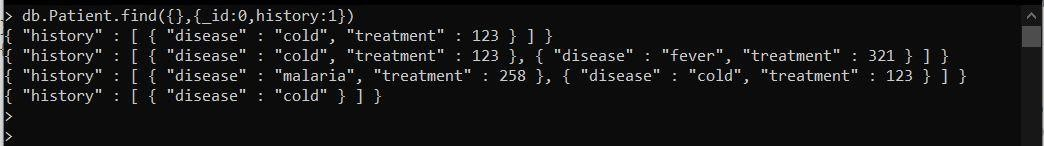 > db.Patient.find({},{_id:0,history:1})
{ "history" : [ { "disease" : "cold", "treatment" : 123 } ] }
{ "history" : [ { "disease" : "cold", "treatment" : 123 }, { "disease" : "fever", "treatment" : 321 } ] }
{ "history" : [ { "disease" : "malaria", "treatment" : 258 }, { "disease" : "cold", "treatment" : 123 } ] }
{ "history" : [ { "disease" : "cold" } ] }
>
>